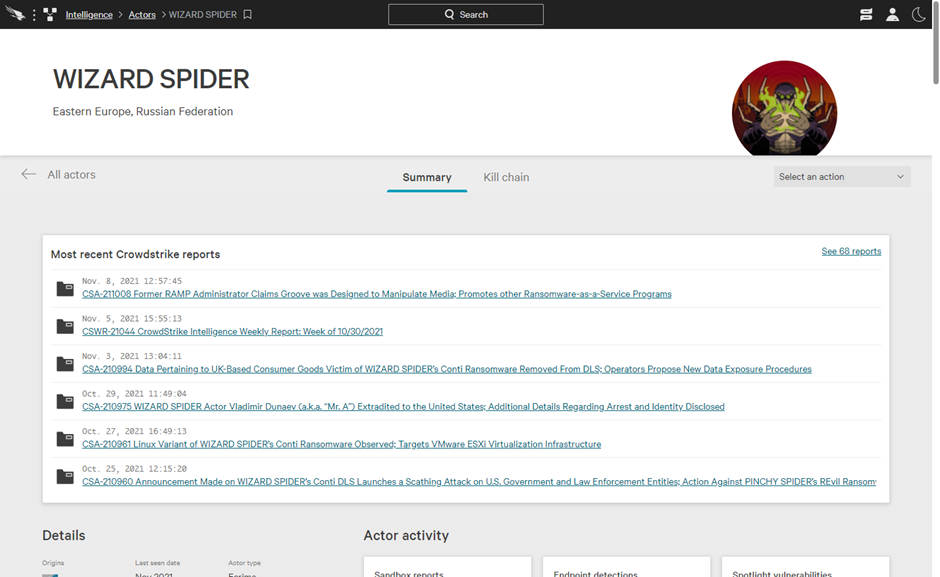 Intelligence > Actors > WIZARD SPIDER
Search
WIZARD SPIDER
Eastern Europe, Russian Federation
All actors
Summary
Kill chain
Select an action
Most recent Crowdstrike reports
See 68 reports
Nov. 8, 2021 12:57:45
CSA-211008 Former RAMP Administrator Claims Groove was Designed to Manipulate Media; Promotes other Ransomware-as-a-Service Programs
Nov. 5, 2021 15:55:13
CSWR-21044 CrowdStrike Intelligence Weekly Report: Week of 10/30/2021
Nov. 3, 2021 13:04:11
CSA-210994 Data Pertaining to UK-Based Consumer Goods Victim of WIZARD SPIDER's Conti Ransomware Removed From DLS; Operators Propose New Data Exposure Procedures
Oct. 29, 2021 11:49:04
CSA-210975 WIZARD SPIDER Actor Vladimir Dunaev (a.k.a. "Mr. A") Extradited to the United States; Additional Details Regarding Arrest and Identity Disclosed
Oct. 27, 2021 16:49:13
CSA-210961 Linux Variant of WIZARD SPIDER's Conti Ransomware Observed; Targets VMware ESXi Virtualization Infrastructure
Oct. 25, 2021 12:15:20
CSA-210960 Announcement Made on WIZARD SPIDER's Conti DLS Launches a Scathing Attack on U.S. Government and Law Enforcement Entities; Action Against PINCHY SPIDER's REvil Ransom
Details
Actor activity
Origins
Last seen date
Actor type
Nov 2021
Ecrime
Sandbox reports
Endpoint detections
Spotlight vulnerabilities